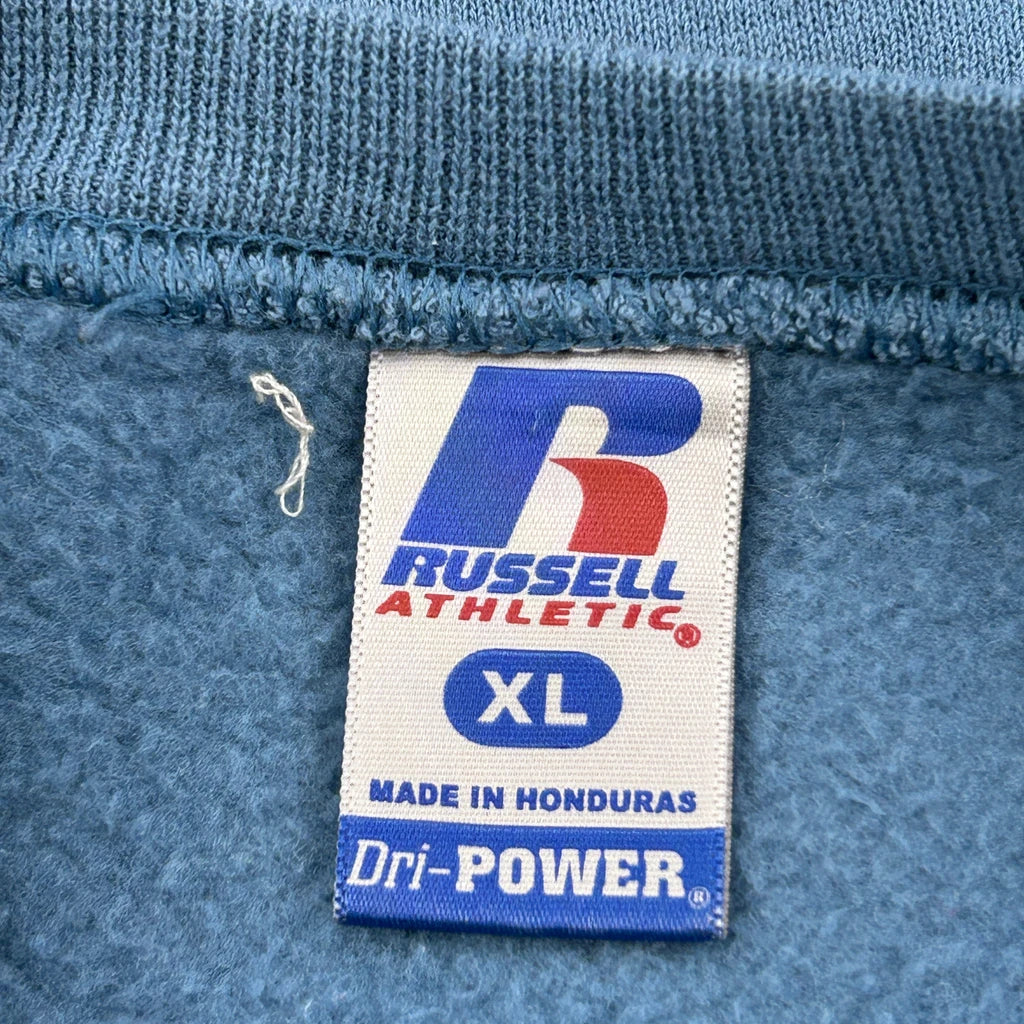 RUSSELL
ATHLETIC®
XL
MADE IN HONDURAS
Dri-POWER®